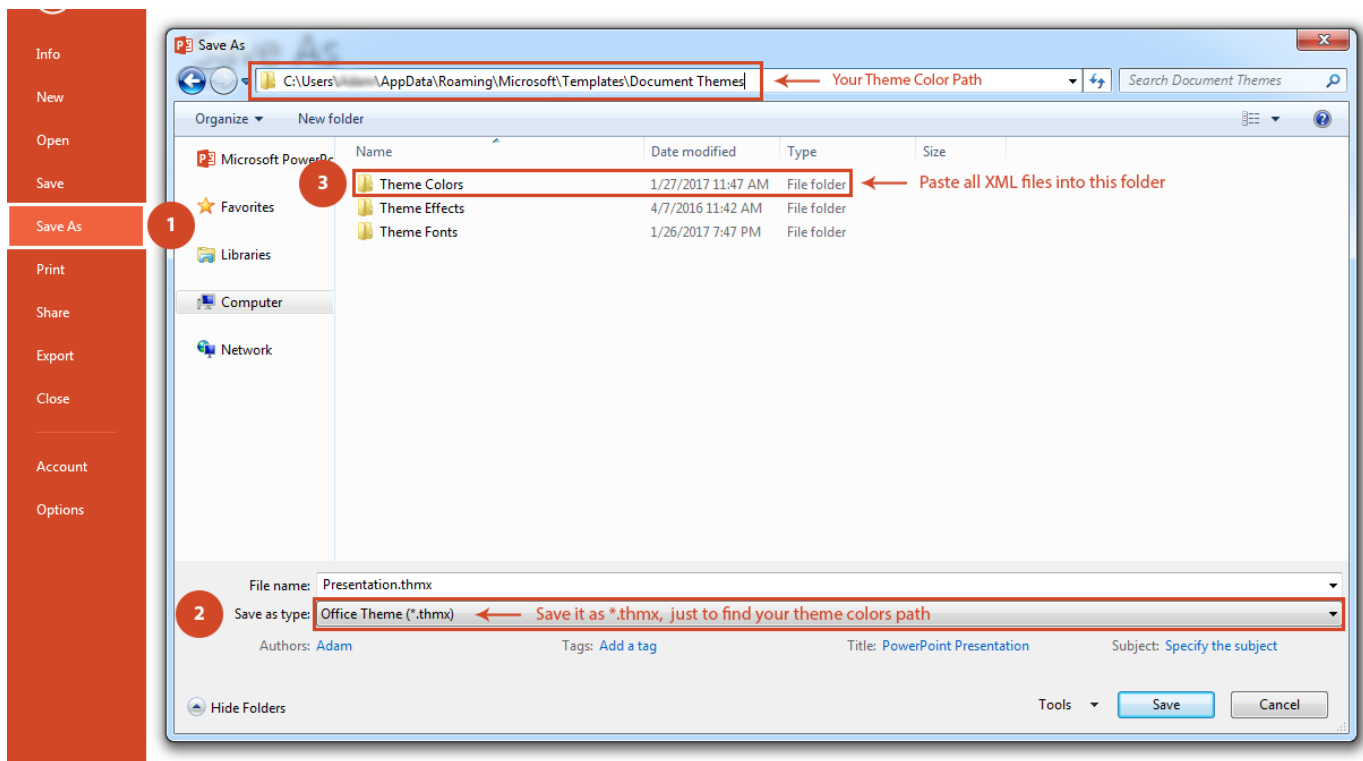 Info
New
Open
Save
Save As
Print
Share
Export
Close
Account
Options
Save As
Save As
C:\Users\ \AppData\Roaming\Microsoft\Templates\Document Themes
Your Theme Color Path
Search Document Themes
Organize New folder
Microsoft PowerPo
Favorites
Libraries
Computer
Network
Name Date modified Type Size
Theme Colors 1/27/2017 11:47 AM File folder
Paste all XML files into this folder
Theme Effects 4/7/2016 11:42 AM File folder
Theme Fonts 1/26/2017 7:47 PM File folder
1
2
3
File name: Presentation.thmx
Save as type: Office Theme (*.thmx)
Save it as *.thmx, just to find your theme colors path
Authors: Adam Tags: Add a tag Title: PowerPoint Presentation Subject: Specify the subject
Hide Folders
Tools Save Cancel